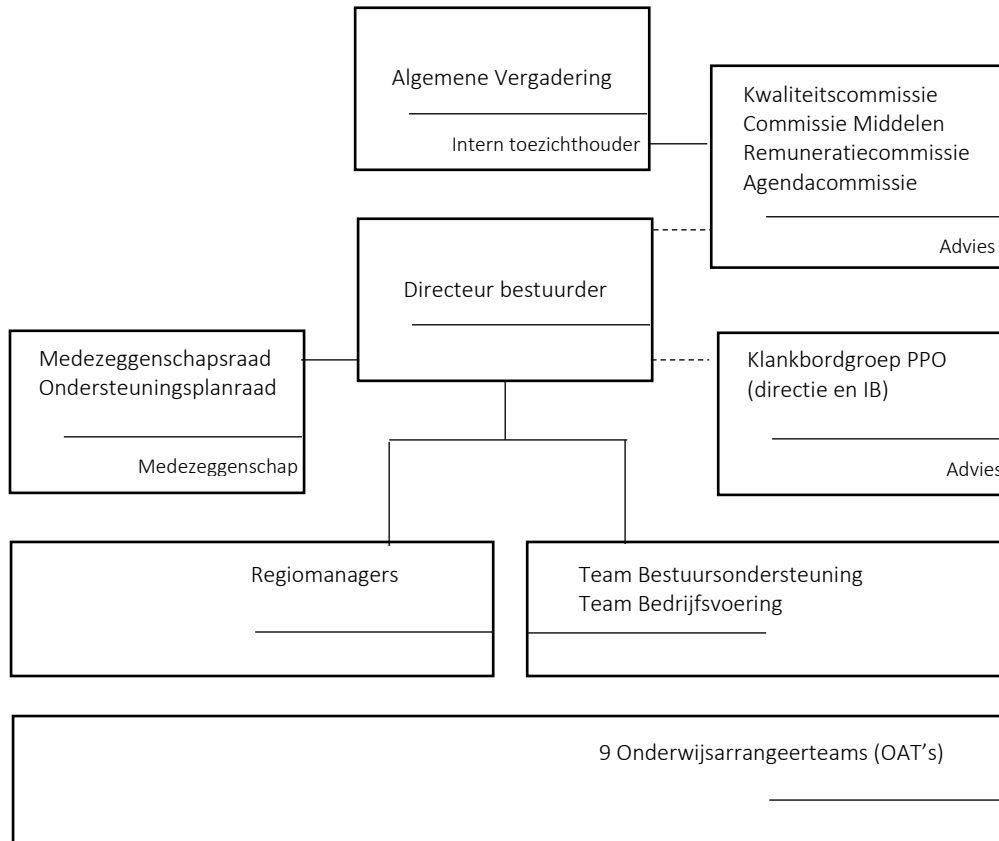 Algemene Vergadering
Intern toezichthouder
Kwaliteitscommissie
Commissie Middelen
Remuneratiecommissie
Agendacommissie
Advies
Directeur bestuurder
Medezeggenschapsraad
Ondersteuningsplanraad
Medezeggenschap
Klankbordgroep PPO
(directie en IB)
Advies
Regiomanagers
Team Bestuursondersteuning
Team Bedrijfsvoering
9 Onderwijsarrangeerteams (OAT’s)